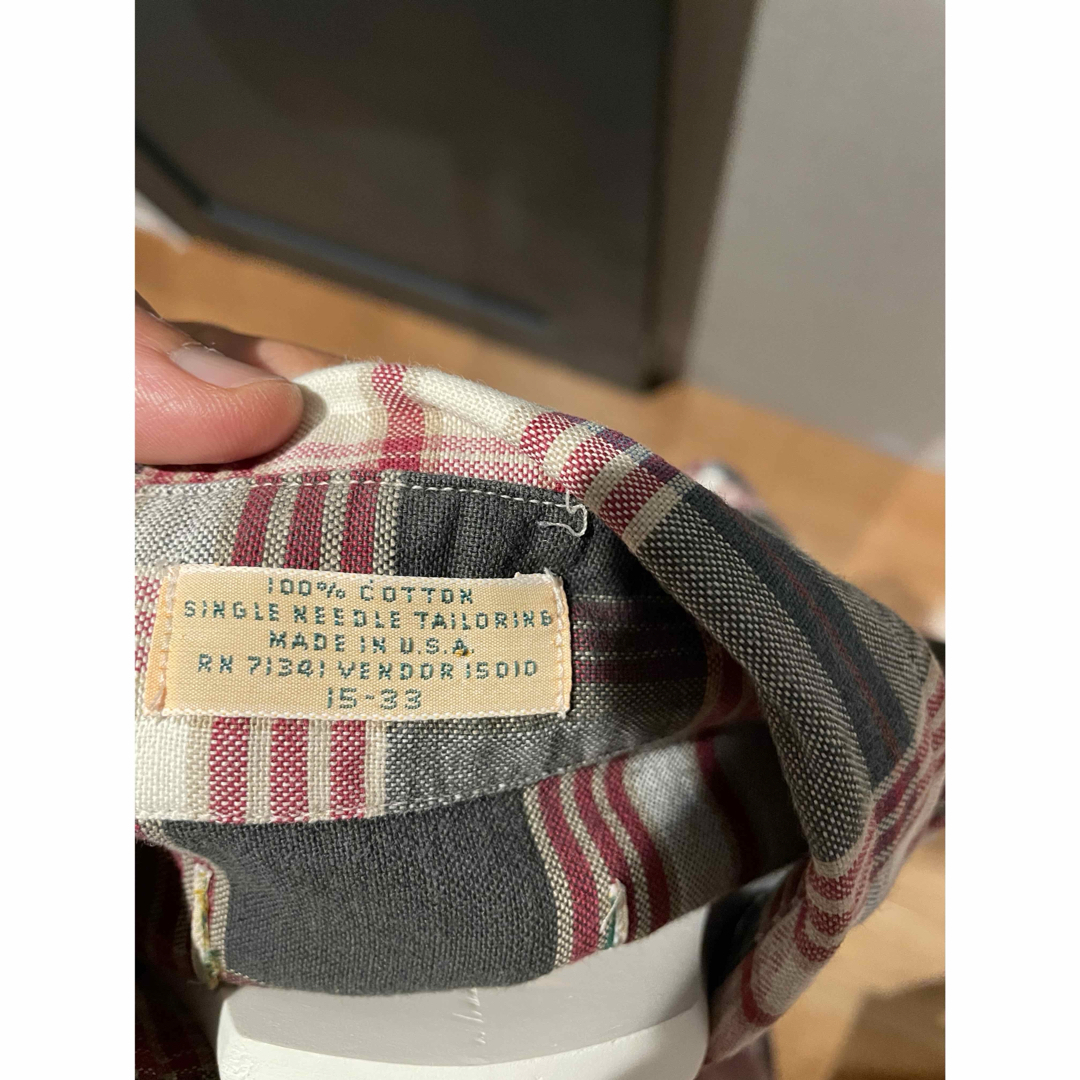 100% COTTON
SINGLE NEEDLE TAILORING
MADE IN U.S.A.
RN 71341 VENDOR 15010
15-33